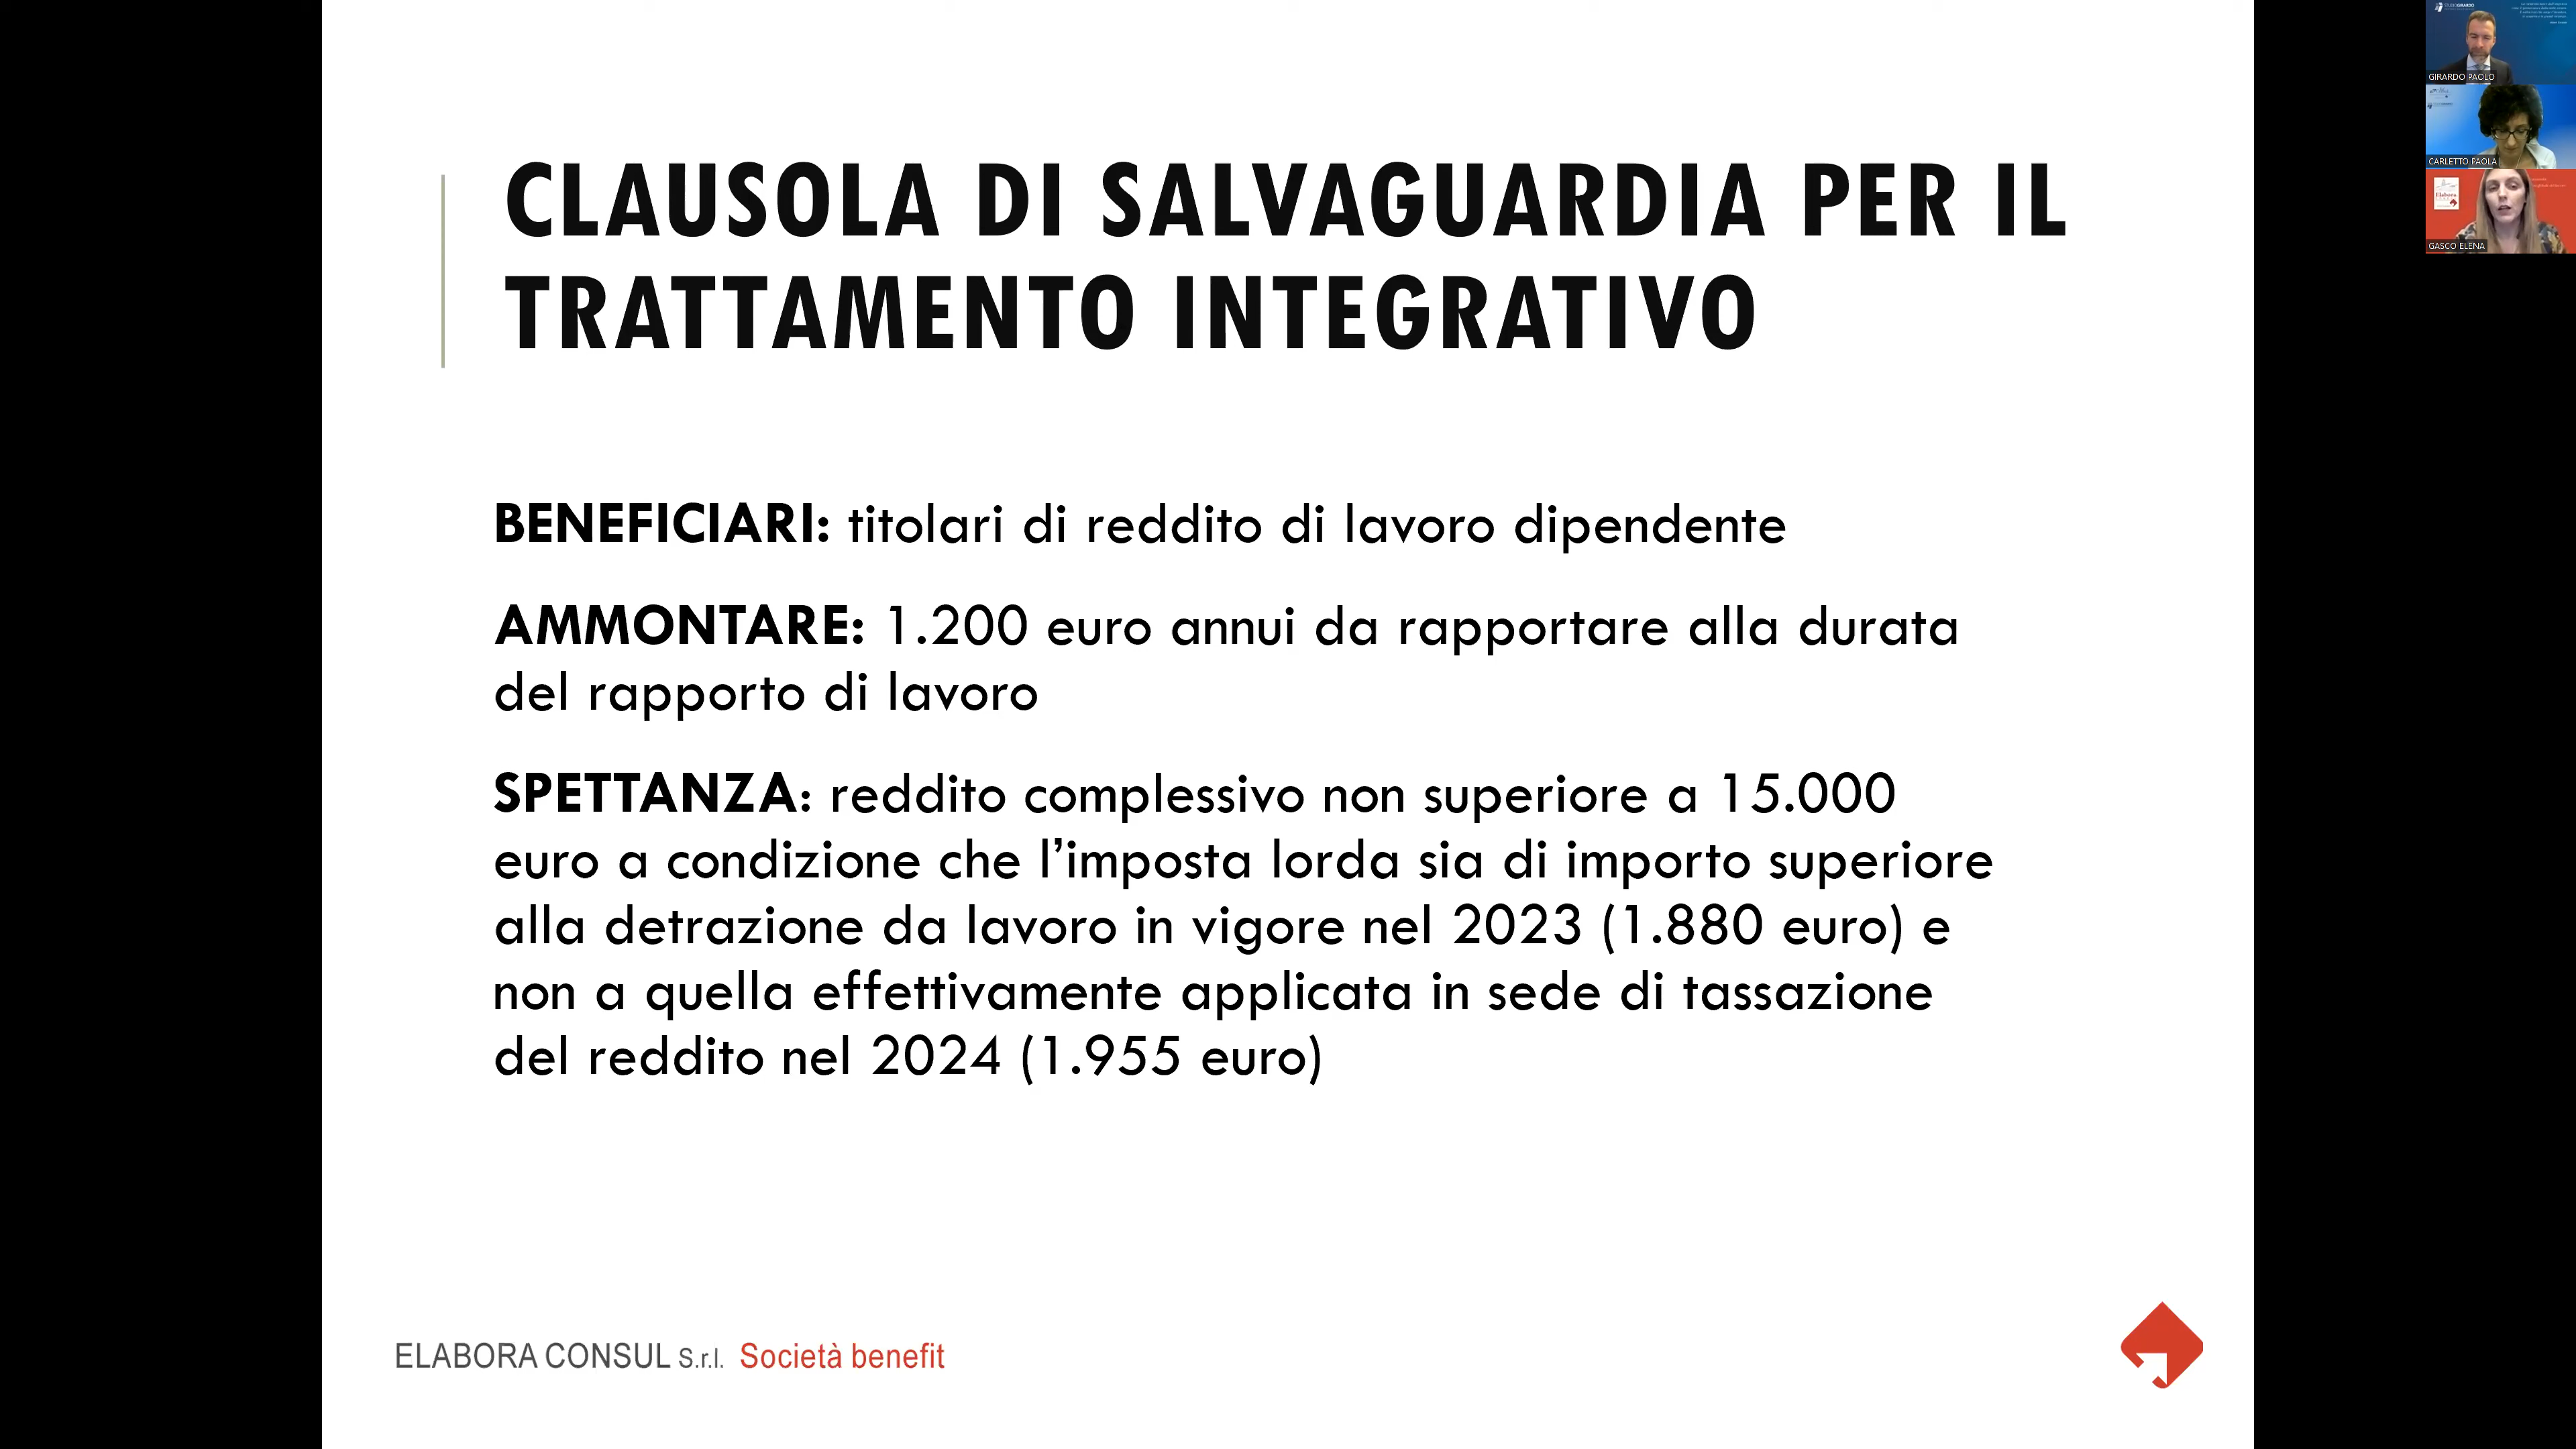 CLAUSOLA DI SALVAGUARDIA PER IL
TRATTAMENTO INTEGRATIVO
BENEFICIARI: titolari di reddito di lavoro dipendente
AMMONTARE: 1.200 euro annui da rapportare alla durata
del rapporto di lavoro
SPETTANZA: reddito complessivo non superiore a 15.000
euro a condizione che l’imposta lorda sia di importo superiore
alla detrazione da lavoro in vigore nel 2023 (1.880 euro) e
non a quella effettivamente applicata in sede di tassazione
del reddito nel 2024 (1.955 euro)
ELABORA CONSUL S.r.l. Società benefit
GIRARDO PAOLO
CARLETTO PAOLA
Elabora
GASCO ELENA